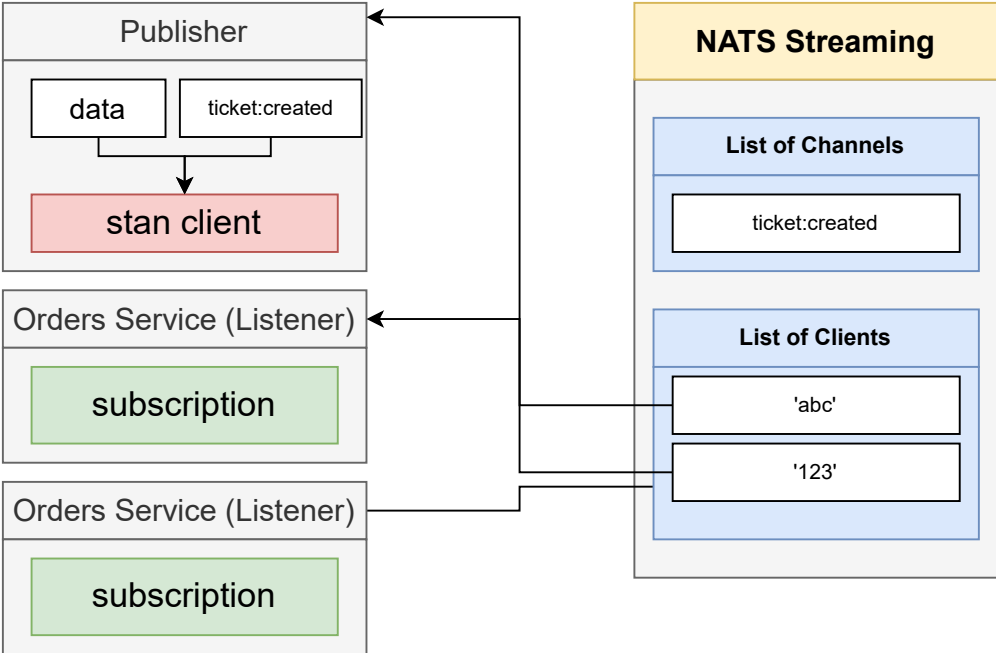 Publisher
data
ticket:created
stan client
Orders Service (Listener)
subscription
Orders Service (Listener)
subscription
NATS Streaming
List of Channels
ticket:created
List of Clients
'abc'
'123'